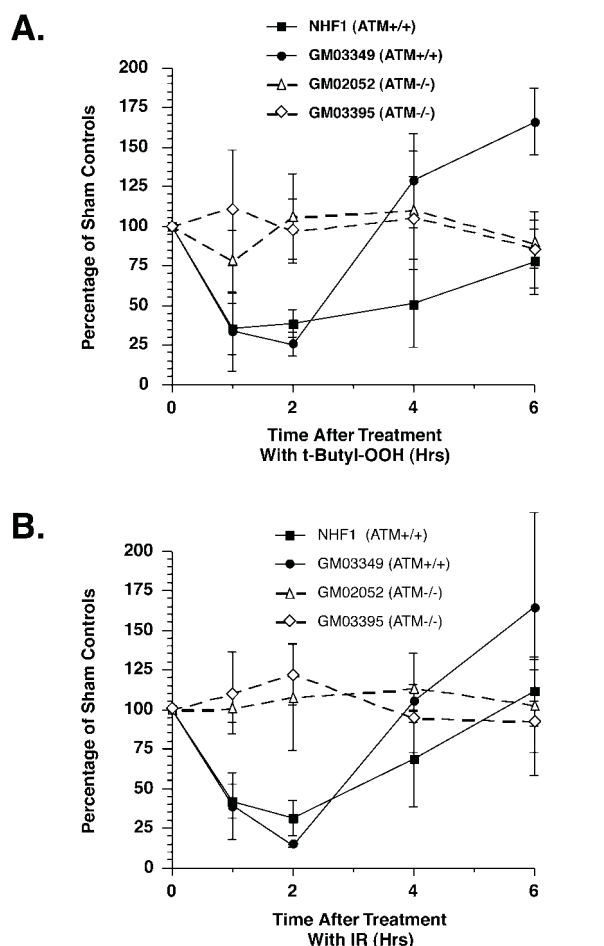 A.
NHF1 (ATM+/+)
GM03349 (ATM+/+)
GM02052 (ATM-/-)
GM03395 (ATM-/-)
200
175
150
125
100
75
50
25
0
Percentage of Sham Controls
0 2 4 6
Time After Treatment
With t-Butyl-OOH (Hrs)
B.
NHF1 (ATM+/+)
GM03349 (ATM+/+)
GM02052 (ATM-/-)
GM03395 (ATM-/-)
200
175
150
125
100
75
50
25
0
Percentage of Sham Controls
0 2 4 6
Time After Treatment
With IR (Hrs)